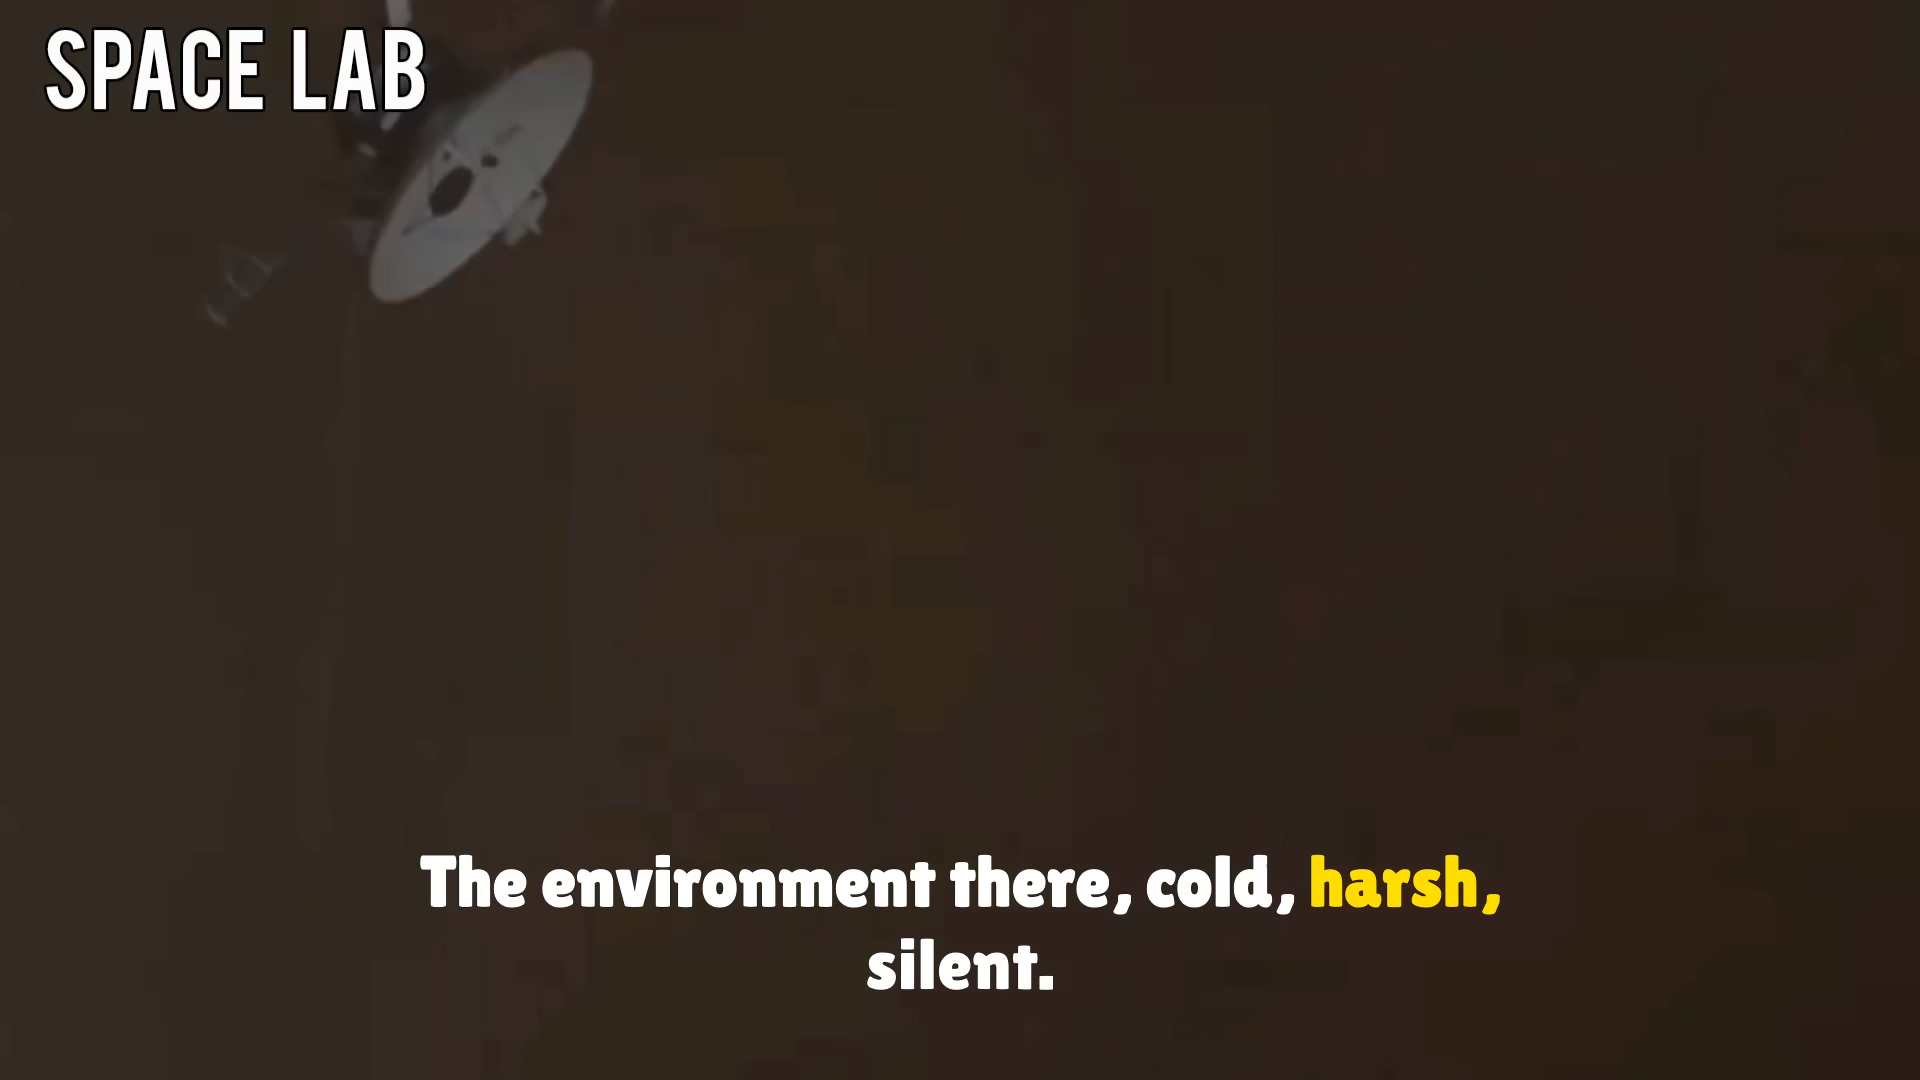 SPACE LAB
The environment there, cold, harsh,
silent.